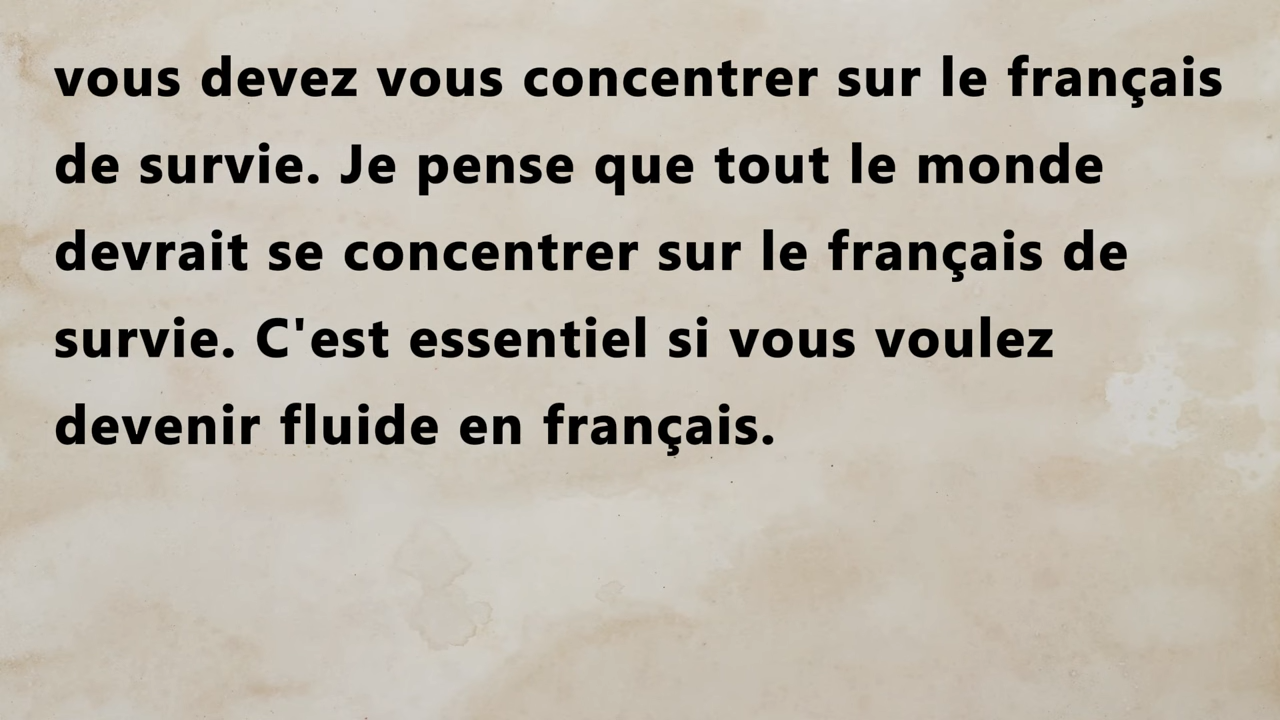 vous devez vous concentrer sur le français
de survie. Je pense que tout le monde
devrait se concentrer sur le français de
survie. C'est essentiel si vous voulez
devenir fluide en français.